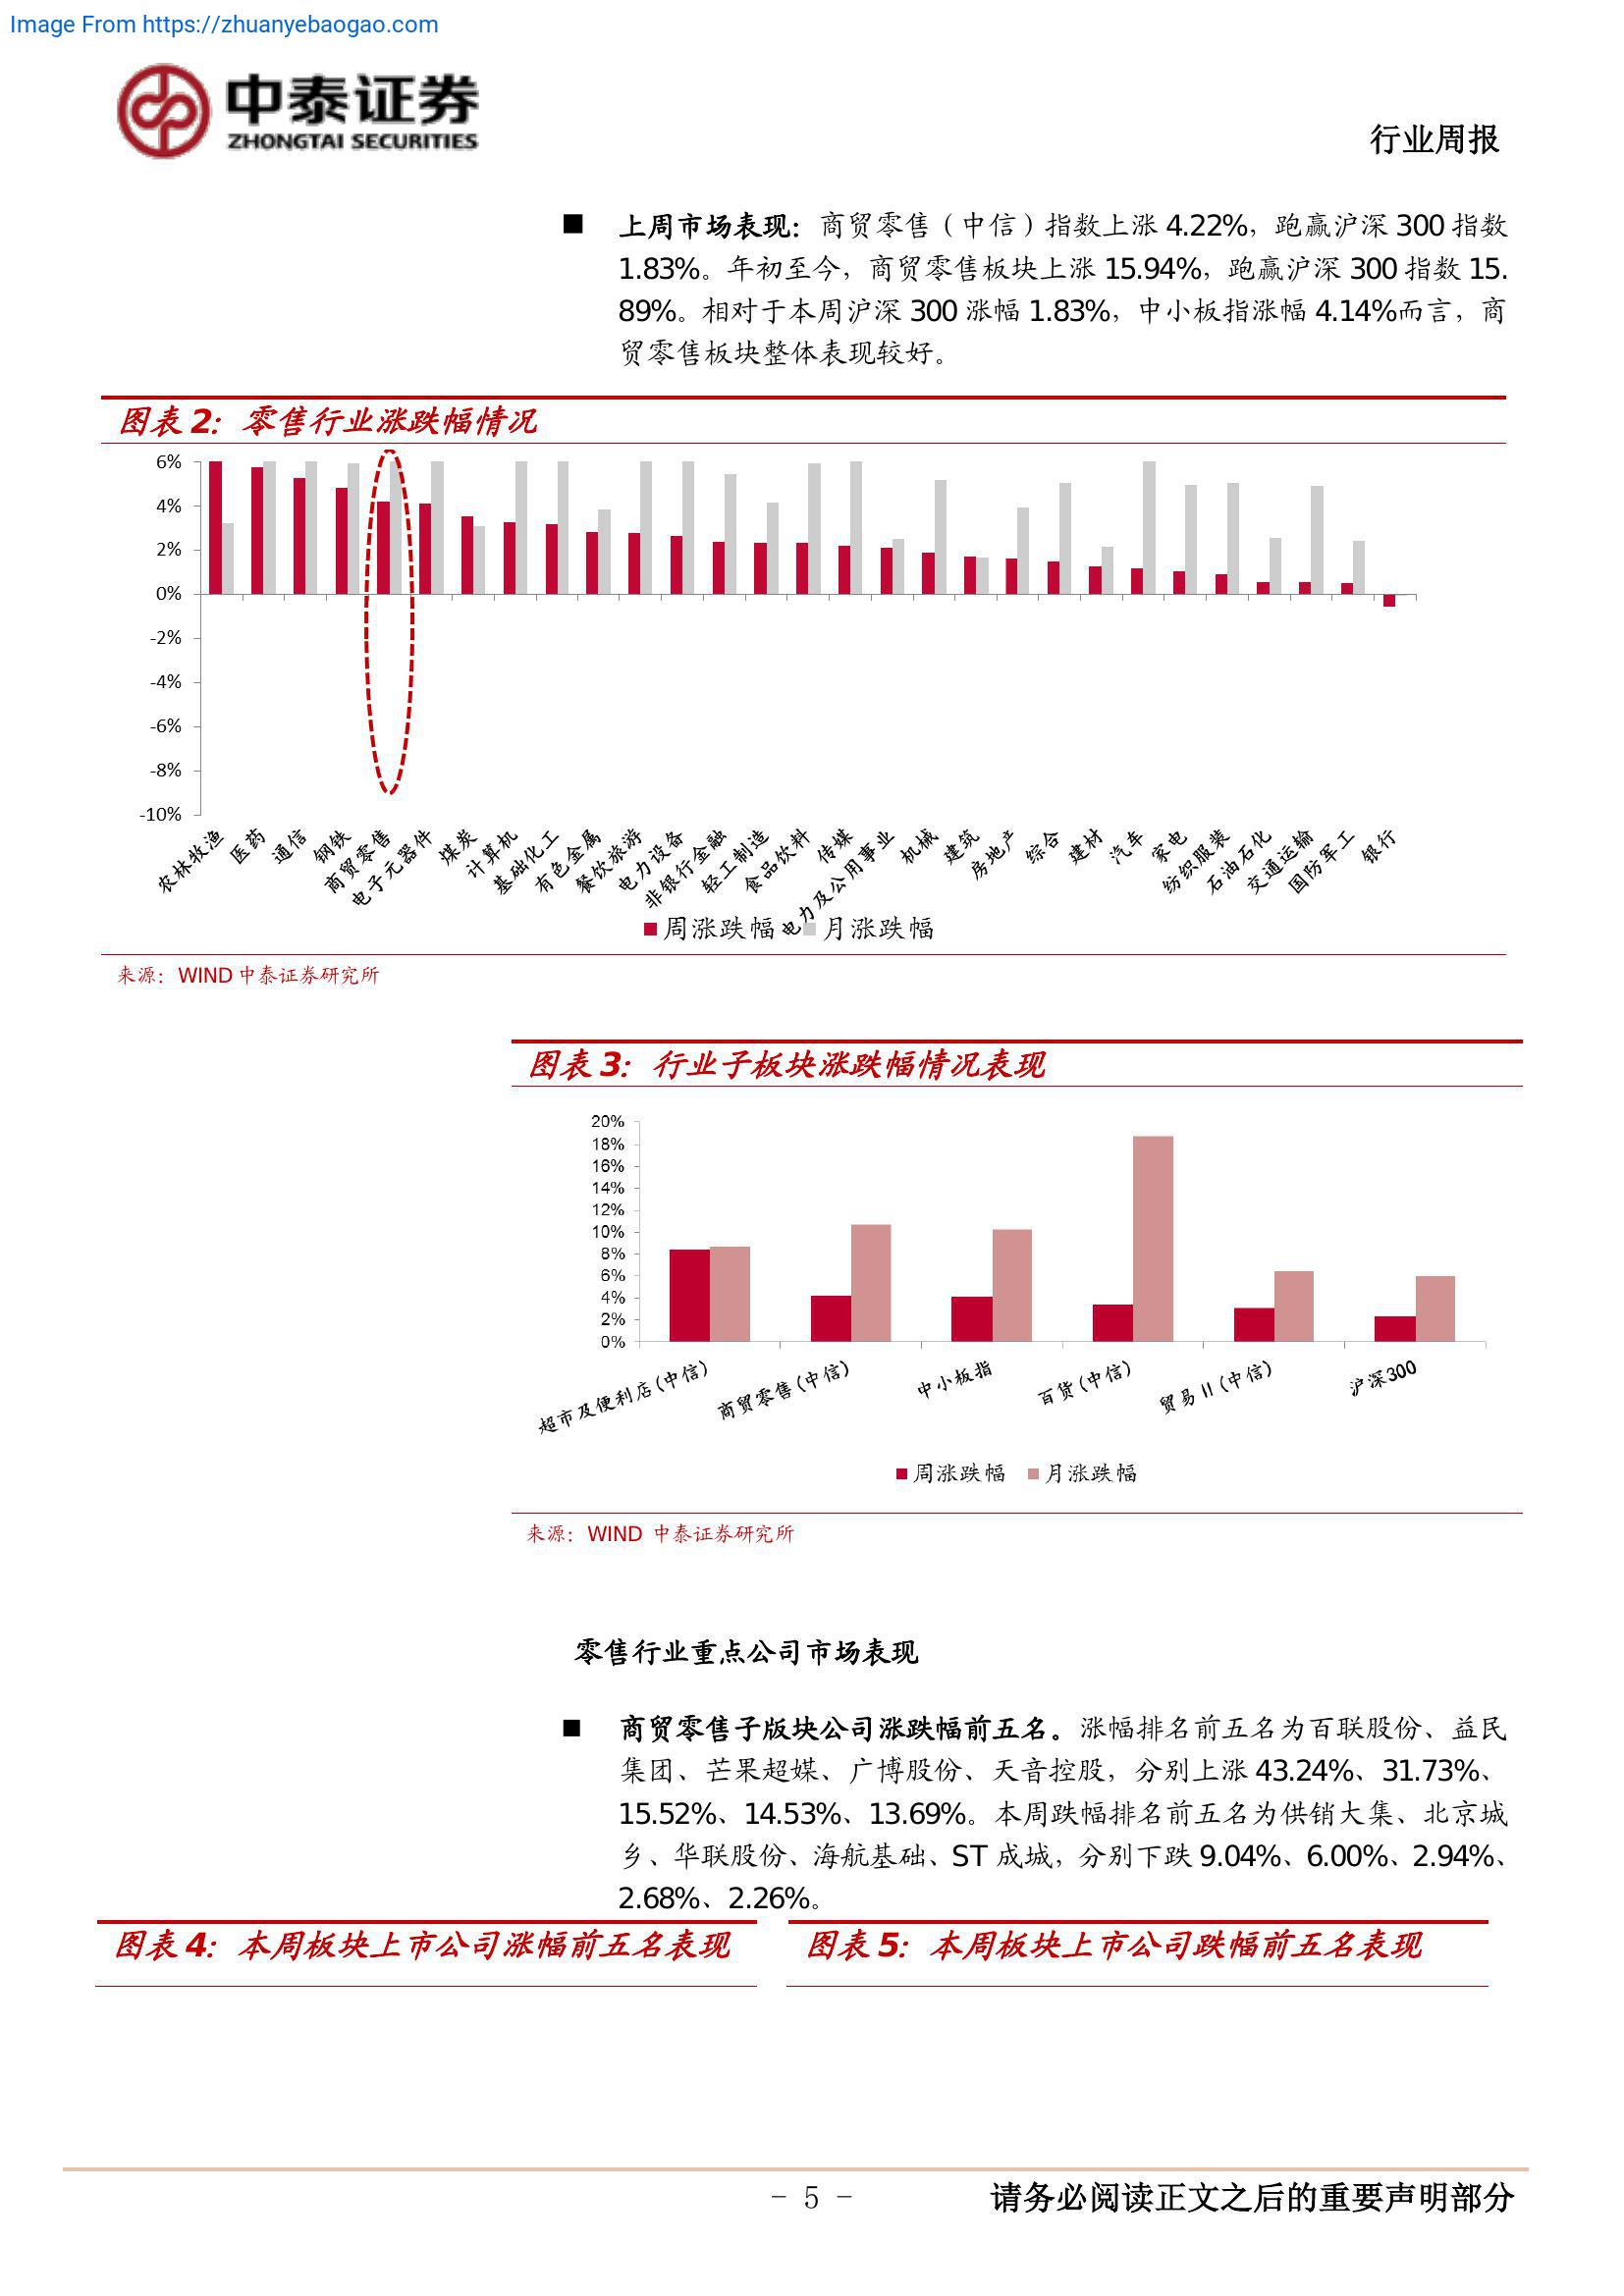 Image From https://zhuanyebaogao.com
中泰证券
ZHONGTAI SECURITIES
行业周报
■ 上周市场表现：商贸零售（中信）指数上涨 4.22%，跑赢沪深 300 指数
1.83%。年初至今，商贸零售板块上涨 15.94%，跑赢沪深 300 指数 15.
89%。相对于本周沪深 300 涨幅 1.83%，中小板指涨幅 4.14%而言，商
贸零售板块整体表现较好。
图表 2：零售行业涨跌幅情况
6%
4%
2%
0%
-2%
-4%
-6%
-8%
-10%
农林牧渔
医药
通信
钢铁
商贸零售
电子元器件
煤炭
计算机
基础化工
有色金属
餐饮旅游
电力设备
非银行金融
轻工制造
食品饮料
传媒
电力及公用事业
机械
建筑
房地产
综合
建材
汽车
家电
纺织服装
石油石化
交通运输
国防军工
银行
周涨跌幅 月涨跌幅
来源：WIND 中泰证券研究所
图表 3：行业子板块涨跌幅情况表现
20%
18%
16%
14%
12%
10%
8%
6%
4%
2%
0%
超市及便利店(中信)
商贸零售(中信)
中小板指
百货(中信)
贸易Ⅱ(中信)
沪深300
周涨跌幅 月涨跌幅
来源：WIND 中泰证券研究所
零售行业重点公司市场表现
■ 商贸零售子版块公司涨跌幅前五名。涨幅排名前五名为百联股份、益民
集团、芒果超媒、广博股份、天音控股，分别上涨 43.24%、31.73%、
15.52%、14.53%、13.69%。本周跌幅排名前五名为供销大集、北京城
乡、华联股份、海航基础、ST 成城，分别下跌 9.04%、6.00%、2.94%、
2.68%、2.26%。
图表 4：本周板块上市公司涨幅前五名表现
图表 5：本周板块上市公司跌幅前五名表现
- 5 -
请务必阅读正文之后的重要声明部分